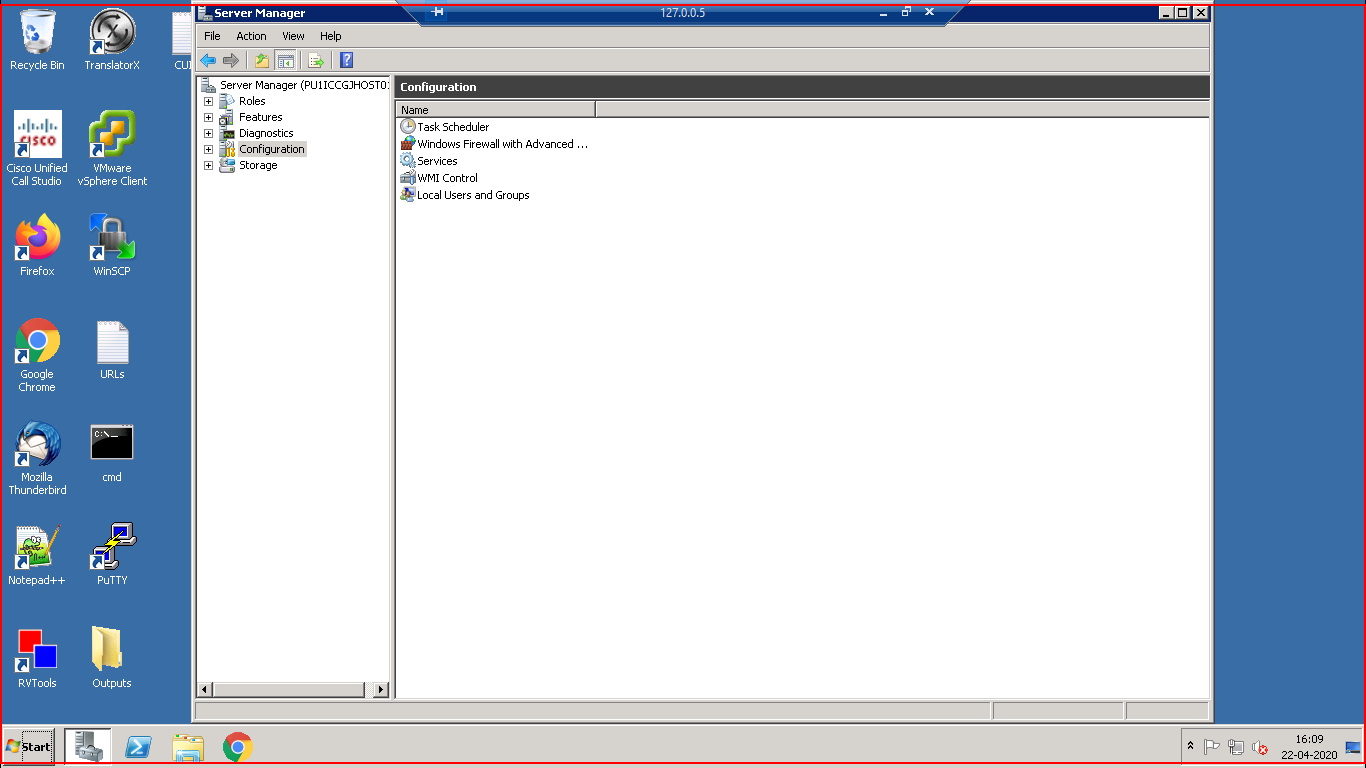 Server Manager
127.0.0.5
File Action View Help
Server Manager (PU1ICCGJHOST01
Roles
Features
Diagnostics
Configuration
Storage
Configuration
Name
Task Scheduler
Windows Firewall with Advanced ...
Services
WMI Control
Local Users and Groups
Recycle Bin
TranslatorX
CUI
CISCO
Cisco Unified
Call Studio
VMware
vSphere Client
Firefox
WinSCP
Google
Chrome
URLs
Mozilla
Thunderbird
C:\_
cmd
Notepad++
PuTTY
RVTools
Outputs
Start
16:09
22-04-2020